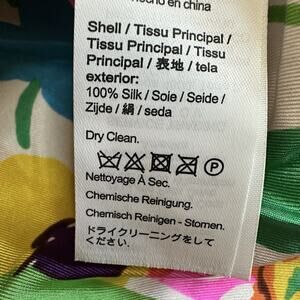 en china
Shell / Tissu Principal /
Tissu Principal / Tissu
Principal / 表地 / tela
exterior:
100% Silk / Soie / Seide /
Zijde / 絹 / seda
Dry Clean.
P
Nettoyage À Sec.
Chemische Reinigung.
Chemisch Reinigen - Stomen.
ドライクリーニングをして
ください.